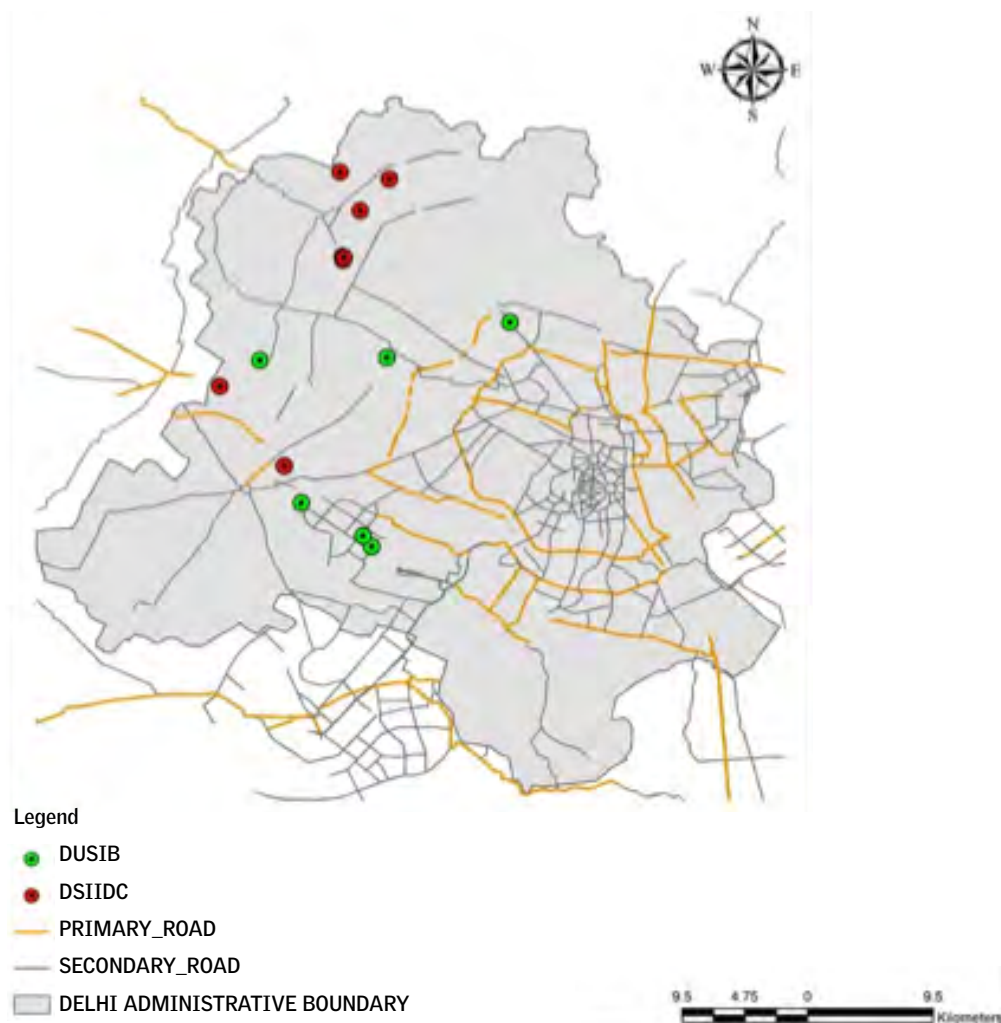 N
W E
S
Legend
DUSIB
DSIIDC
PRIMARY_ROAD
SECONDARY_ROAD
DELHI ADMINISTRATIVE BOUNDARY
9.5 4.75 0 9.5
Kilometers